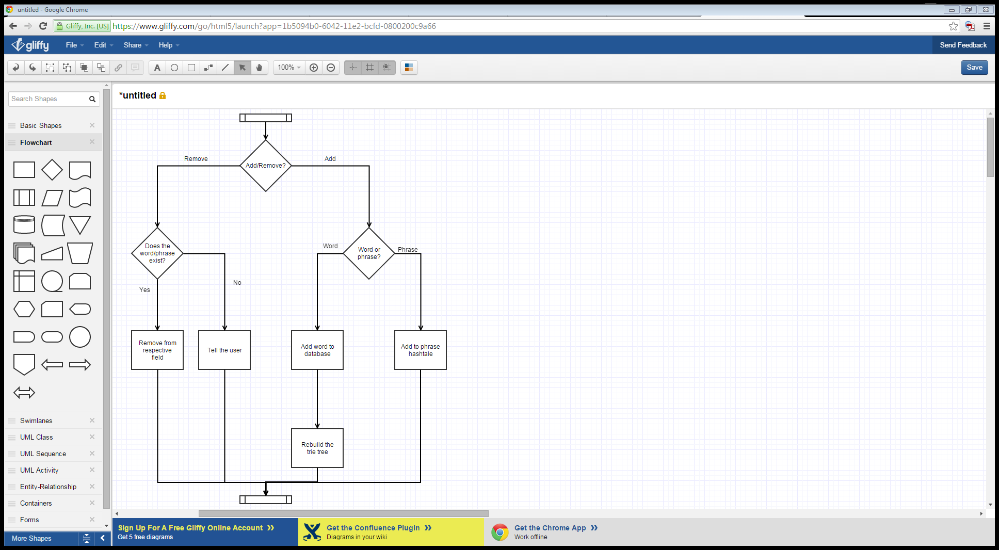 untitled - Google Chrome
Gliffy, Inc. [US] https://www.gliffy.com/go/html5/launch?app=1b5094b0-6042-11e2-bcfd-0800200c9a66
gliffy File Edit Share Help Send Feedback
A 100% Save
Search Shapes
*untitled
Basic Shapes
Flowchart
Remove
Add
Add/Remove?
Does the
word/phrase
exist?
Word
Word or
phrase?
Phrase
Yes
No
Remove from
respective
field
Tell the user
Add word to
database
Add to phrase
hashtale
Rebuild the
trie tree
Swimlanes
UML Class
UML Sequence
UML Activity
Entity-Relationship
Containers
Forms
More Shapes
Sign Up For A Free Gliffy Online Account »
Get 5 free diagrams
Get the Confluence Plugin »
Diagrams in your wiki
Get the Chrome App »
Work offline